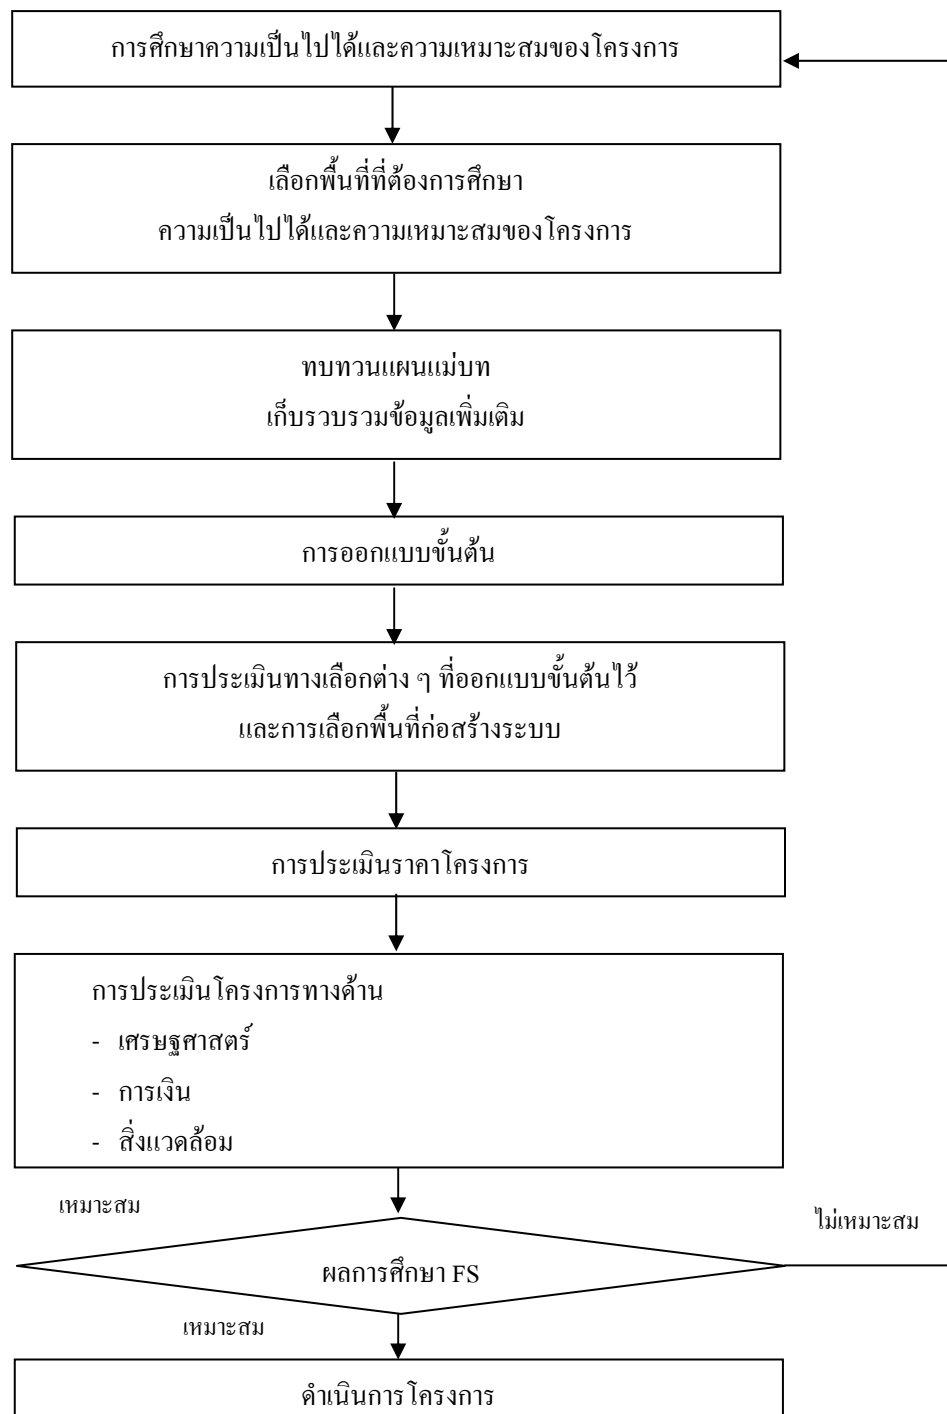 การศึกษาความเป็นไปได้และความเหมาะสมของโครงการ
เลือกพื้นที่ที่ต้องการศึกษา
ความเป็นไปได้และความเหมาะสมของโครงการ
ทบทวนแผนแม่บท
เก็บรวบรวมข้อมูลเพิ่มเติม
การออกแบบขั้นต้น
การประเมินทางเลือกต่าง ๆ ที่ออกแบบขั้นต้นไว้
และการเลือกพื้นที่ก่อสร้างระบบ
การประเมินราคาโครงการ
การประเมินโครงการทางด้าน
- เศรษฐศาสตร์
- การเงิน
- สิ่งแวดล้อม
เหมาะสม
ไม่เหมาะสม
ผลการศึกษา FS
เหมาะสม
ดำเนินการโครงการ